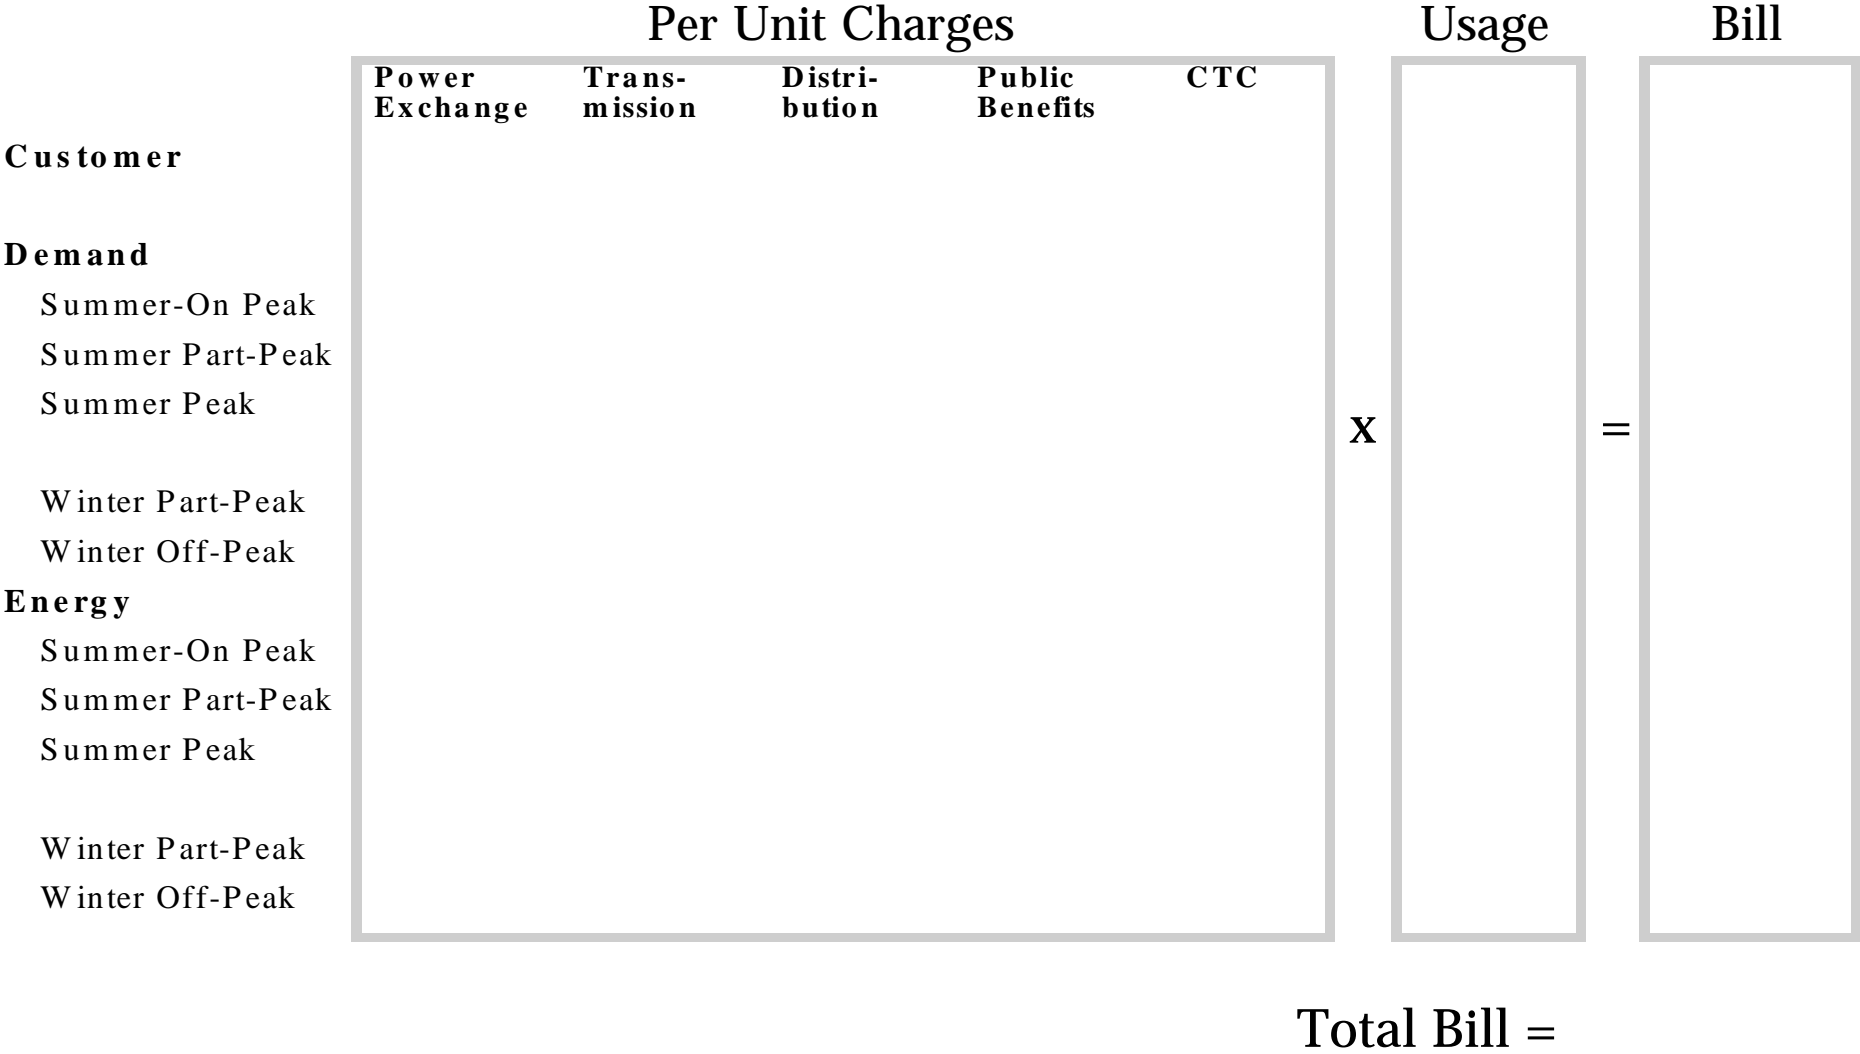 Per Unit Charges Usage Bill
Power Trans- Distri- Public CTC
Exchange mission bution Benefits
Customer
Demand
Summer-On Peak
Summer Part-Peak
Summer Peak
x =
Winter Part-Peak
Winter Off-Peak
Energy
Summer-On Peak
Summer Part-Peak
Summer Peak
Winter Part-Peak
Winter Off-Peak
Total Bill =